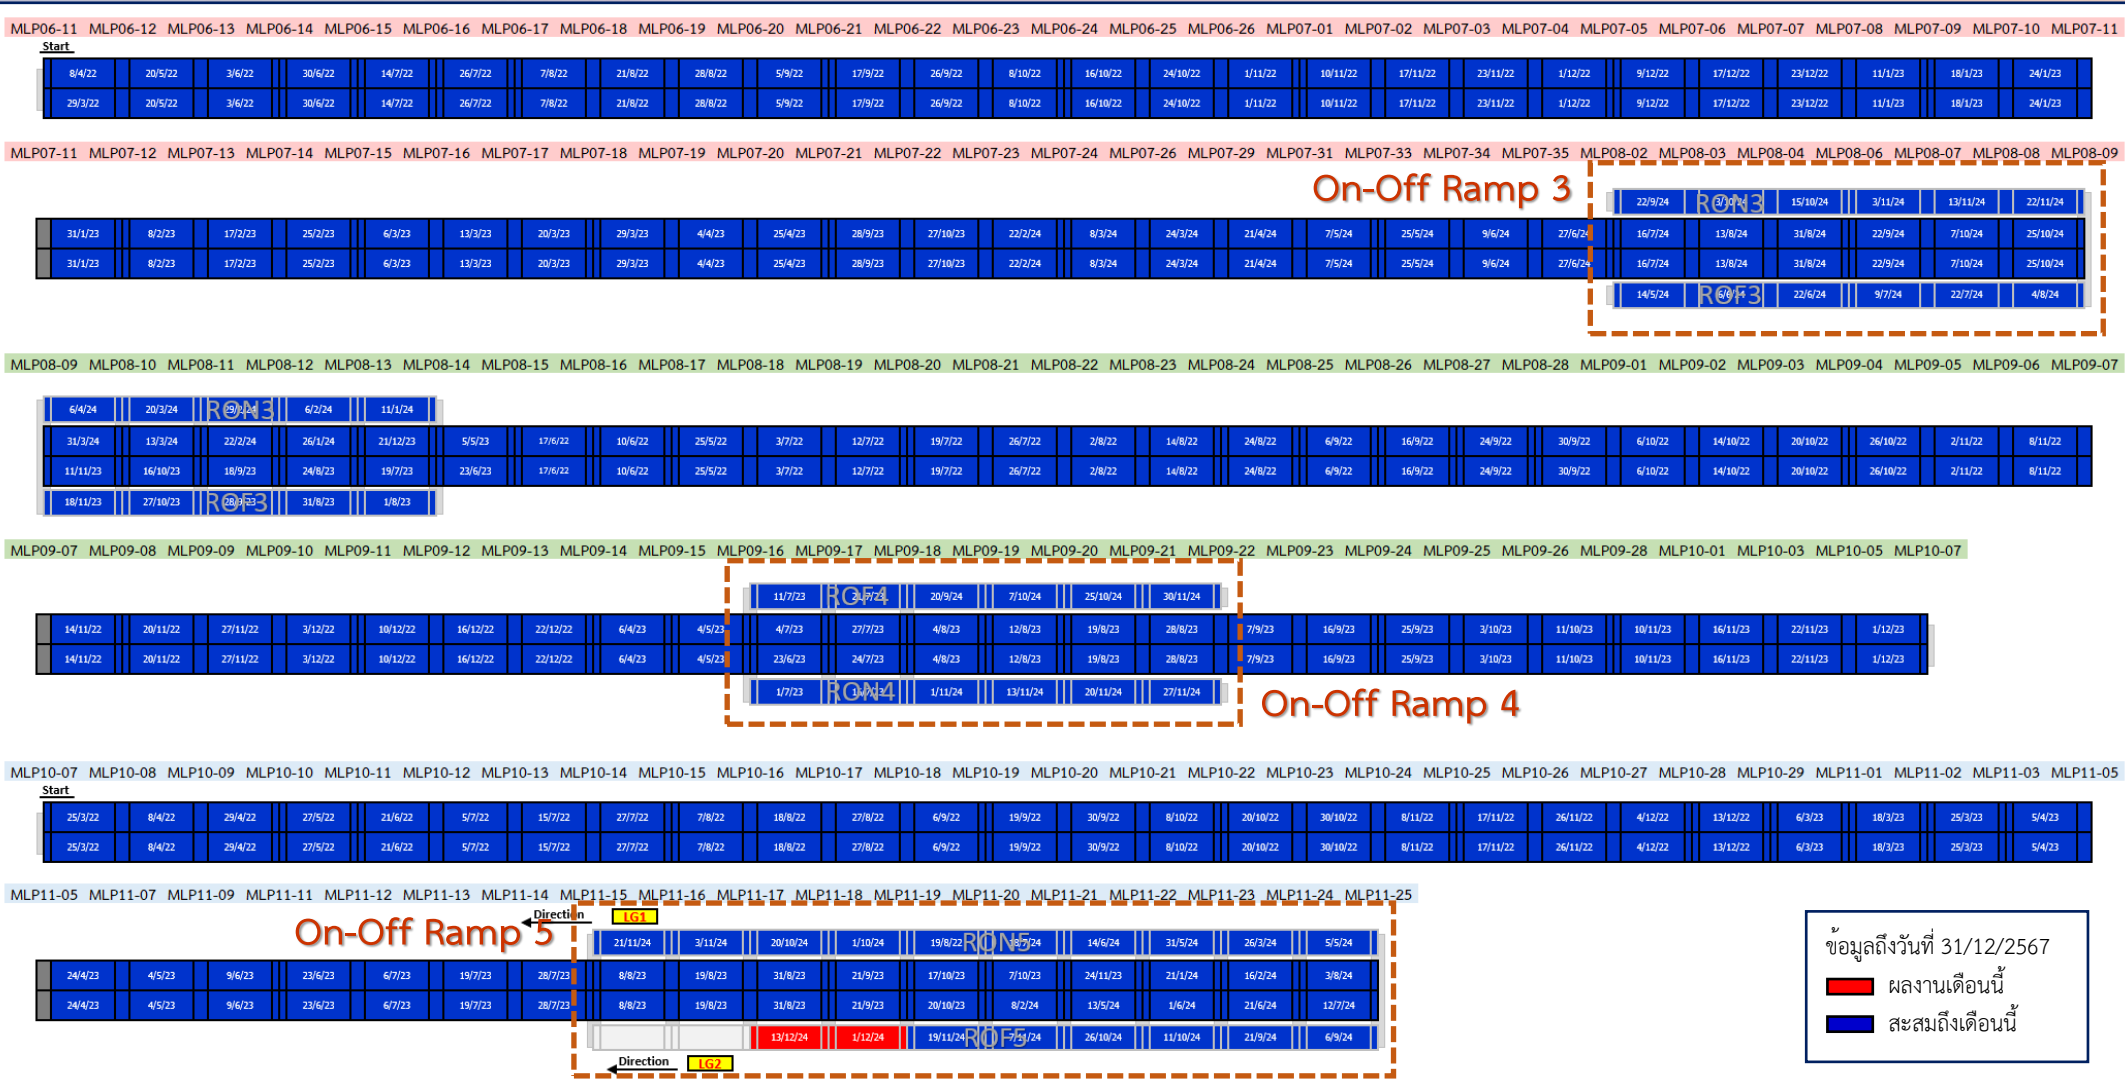 MLP06-11 MLP06-12 MLP06-13 MLP06-14 MLP06-15 MLP06-16 MLP06-17 MLP06-18 MLP06-19 MLP06-20 MLP06-21 MLP06-22 MLP06-23 MLP06-24 MLP06-25 MLP06-26 MLP07-01 MLP07-02 MLP07-03 MLP07-04 MLP07-05 MLP07-06 MLP07-07 MLP07-08 MLP07-09 MLP07-10 MLP07-11
Start
8/4/22 20/5/22 3/6/22 30/6/22 14/7/22 26/7/22 7/8/22 21/8/22 28/8/22 5/9/22 17/9/22 26/9/22 8/10/22 16/10/22 24/10/22 1/11/22 10/11/22 17/11/22 23/11/22 1/12/22 9/12/22 17/12/22 23/12/22 11/1/23 18/1/23 24/1/23
29/3/22 20/5/22 3/6/22 30/6/22 14/7/22 26/7/22 7/8/22 21/8/22 28/8/22 5/9/22 17/9/22 26/9/22 8/10/22 16/10/22 24/10/22 1/11/22 10/11/22 17/11/22 23/11/22 1/12/22 9/12/22 17/12/22 23/12/22 11/1/23 18/1/23 24/1/23
MLP07-11 MLP07-12 MLP07-13 MLP07-14 MLP07-15 MLP07-16 MLP07-17 MLP07-18 MLP07-19 MLP07-20 MLP07-21 MLP07-22 MLP07-23 MLP07-24 MLP07-26 MLP07-29 MLP07-31 MLP07-33 MLP07-34 MLP07-35 MLP08-02 MLP08-03 MLP08-04 MLP08-06 MLP08-07 MLP08-08 MLP08-09
On-Off Ramp 3
22/9/24 RON3 15/10/24 3/11/24 13/11/24 22/11/24
31/1/23 8/2/23 17/2/23 25/2/23 6/3/23 13/3/23 20/3/23 29/3/23 4/4/23 25/4/23 28/9/23 27/10/23 22/2/24 8/3/24 24/3/24 21/4/24 7/5/24 25/5/24 9/6/24 27/6/24 16/7/24 13/8/24 31/8/24 22/9/24 7/10/24 25/10/24
31/1/23 8/2/23 17/2/23 25/2/23 6/3/23 13/3/23 20/3/23 29/3/23 4/4/23 25/4/23 28/9/23 27/10/23 22/2/24 8/3/24 24/3/24 21/4/24 7/5/24 25/5/24 9/6/24 27/6/24 16/7/24 13/8/24 31/8/24 22/9/24 7/10/24 25/10/24
14/5/24 ROF3 22/6/24 9/7/24 22/7/24 4/8/24
MLP08-09 MLP08-10 MLP08-11 MLP08-12 MLP08-13 MLP08-14 MLP08-15 MLP08-16 MLP08-17 MLP08-18 MLP08-19 MLP08-20 MLP08-21 MLP08-22 MLP08-23 MLP08-24 MLP08-25 MLP08-26 MLP08-27 MLP08-28 MLP09-01 MLP09-02 MLP09-03 MLP09-04 MLP09-05 MLP09-06 MLP09-07
6/4/24 20/3/24 RON3 6/2/24 11/1/24
31/3/24 13/3/24 22/2/24 26/1/24 21/12/23 5/5/23 17/6/22 10/6/22 25/5/22 3/7/22 12/7/22 19/7/22 26/7/22 2/8/22 14/8/22 24/8/22 6/9/22 16/9/22 24/9/22 30/9/22 6/10/22 14/10/22 20/10/22 26/10/22 2/11/22 8/11/22
11/11/23 16/10/23 18/9/23 24/8/23 19/7/23 23/6/23 17/6/22 10/6/22 25/5/22 3/7/22 12/7/22 19/7/22 26/7/22 2/8/22 14/8/22 24/8/22 6/9/22 16/9/22 24/9/22 30/9/22 6/10/22 14/10/22 20/10/22 26/10/22 2/11/22 8/11/22
18/11/23 27/10/23 ROF3 31/8/23 1/8/23
MLP09-07 MLP09-08 MLP09-09 MLP09-10 MLP09-11 MLP09-12 MLP09-13 MLP09-14 MLP09-15 MLP09-16 MLP09-17 MLP09-18 MLP09-19 MLP09-20 MLP09-21 MLP09-22 MLP09-23 MLP09-24 MLP09-25 MLP09-26 MLP09-28 MLP10-01 MLP10-03 MLP10-05 MLP10-07
11/7/23 ROF4 20/9/24 7/10/24 25/10/24 30/11/24
14/11/22 20/11/22 27/11/22 3/12/22 10/12/22 16/12/22 22/12/22 6/4/23 4/5/23 4/7/23 27/7/23 4/8/23 12/8/23 19/8/23 28/8/23 7/9/23 16/9/23 25/9/23 3/10/23 11/10/23 10/11/23 16/11/23 22/11/23 1/12/23
14/11/22 20/11/22 27/11/22 3/12/22 10/12/22 16/12/22 22/12/22 6/4/23 4/5/23 23/6/23 24/7/23 4/8/23 12/8/23 19/8/23 28/8/23 7/9/23 16/9/23 25/9/23 3/10/23 11/10/23 10/11/23 16/11/23 22/11/23 1/12/23
1/7/23 RON4 1/11/24 13/11/24 20/11/24 27/11/24
On-Off Ramp 4
MLP10-07 MLP10-08 MLP10-09 MLP10-10 MLP10-11 MLP10-12 MLP10-13 MLP10-14 MLP10-15 MLP10-16 MLP10-17 MLP10-18 MLP10-19 MLP10-20 MLP10-21 MLP10-22 MLP10-23 MLP10-24 MLP10-25 MLP10-26 MLP10-27 MLP10-28 MLP10-29 MLP11-01 MLP11-02 MLP11-03 MLP11-05
Start
25/3/22 8/4/22 29/4/22 27/5/22 21/6/22 5/7/22 15/7/22 27/7/22 7/8/22 18/8/22 27/8/22 6/9/22 19/9/22 30/9/22 8/10/22 20/10/22 30/10/22 8/11/22 17/11/22 26/11/22 4/12/22 13/12/22 6/3/23 18/3/23 25/3/23 5/4/23
25/3/22 8/4/22 29/4/22 27/5/22 21/6/22 5/7/22 15/7/22 27/7/22 7/8/22 18/8/22 27/8/22 6/9/22 19/9/22 30/9/22 8/10/22 20/10/22 30/10/22 8/11/22 17/11/22 26/11/22 4/12/22 13/12/22 6/3/23 18/3/23 25/3/23 5/4/23
MLP11-05 MLP11-07 MLP11-09 MLP11-11 MLP11-12 MLP11-13 MLP11-14 MLP11-15 MLP11-16 MLP11-17 MLP11-18 MLP11-19 MLP11-20 MLP11-21 MLP11-22 MLP11-23 MLP11-24 MLP11-25
Direction LG1
On-Off Ramp 5
21/11/24 3/11/24 20/10/24 1/10/24 19/8/22 RON5 14/6/24 31/5/24 26/3/24 5/5/24
24/4/23 4/5/23 9/6/23 23/6/23 6/7/23 19/7/23 28/7/23 8/8/23 19/8/23 31/8/23 21/9/23 17/10/23 7/10/23 24/11/23 21/1/24 16/2/24 3/8/24
24/4/23 4/5/23 9/6/23 23/6/23 6/7/23 19/7/23 28/7/23 8/8/23 19/8/23 31/8/23 21/9/23 20/10/23 8/2/24 13/5/24 1/6/24 21/6/24 12/7/24
13/12/24 1/12/24 19/11/24 ROF5 26/10/24 11/10/24 21/9/24 6/9/24
Direction LG2
ข้อมูลถึงวันที่ 31/12/2567
ผลงานเดือนนี้
สะสมถึงเดือนนี้